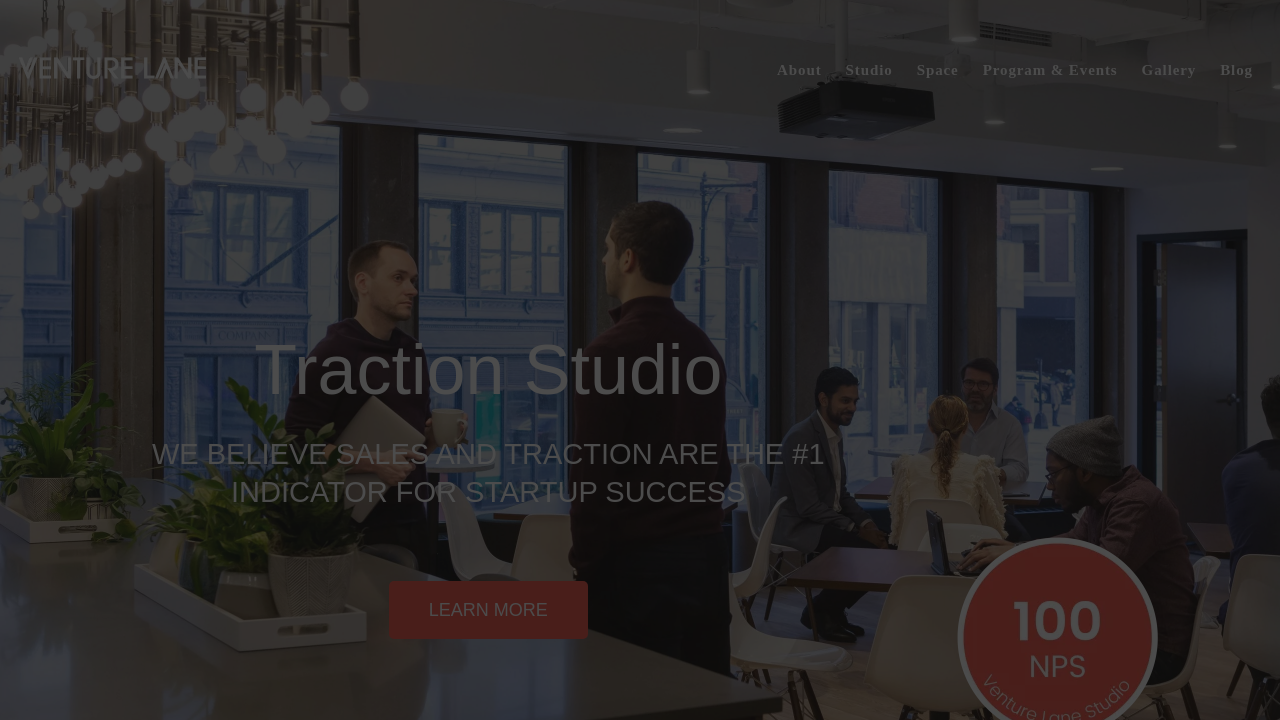 VENTURE LANE
About Studio Space Program & Events Gallery Blog
Traction Studio
WE BELIEVE SALES AND TRACTION ARE THE #1
INDICATOR FOR STARTUP SUCCESS
LEARN MORE
100
NPS
Venture Lane Studio